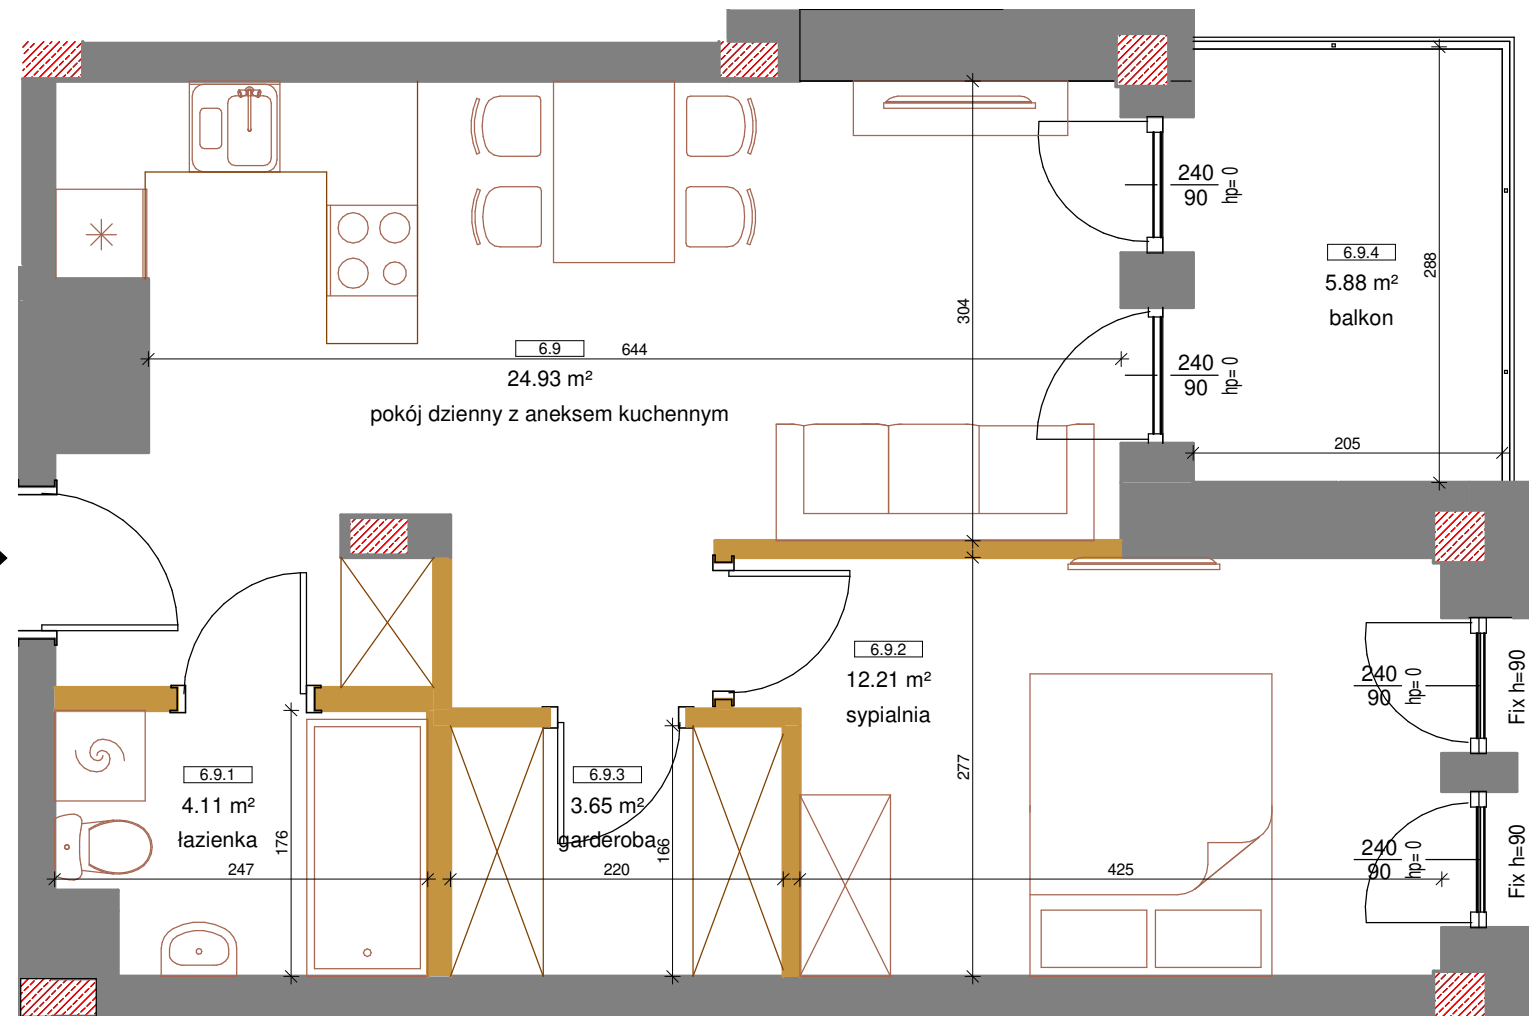 240
90
hp= 0
6.9.4
5.88 m²
balkon
288
304
6.9
644
24.93 m²
pokój dzienny z aneksem kuchennym
240
90
hp= 0
205
6.9.2
12.21 m²
sypialnia
240
90
hp= 0
Fix h=90
6.9.1
4.11 m²
łazienka
176
247
6.9.3
3.65 m²
garderoba
166
220
277
425
240
90
hp= 0
Fix h=90